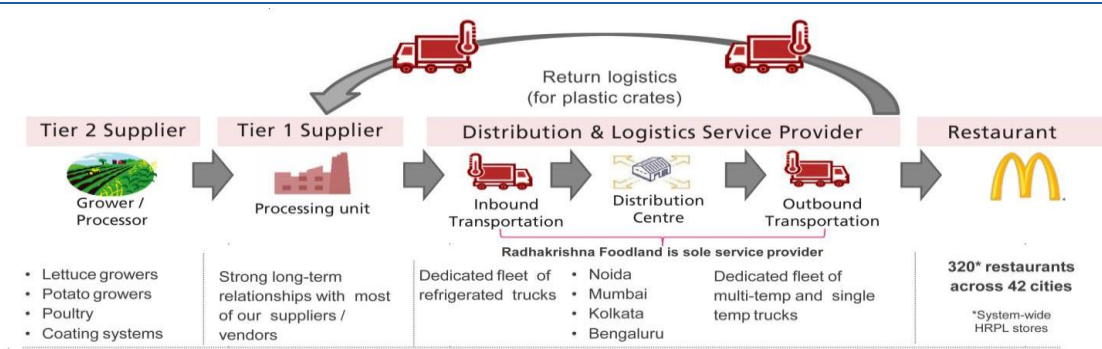 Return logistics
(for plastic crates)
Tier 2 Supplier
Tier 1 Supplier
Distribution & Logistics Service Provider
Restaurant
Grower /
Processor
Processing unit
Inbound
Transportation
Distribution
Centre
Outbound
Transportation
Radhakrishna Foodland is sole service provider
• Lettuce growers
• Potato growers
• Poultry
• Coating systems
Strong long-term
relationships with most
of our suppliers /
vendors
Dedicated fleet of
refrigerated trucks
• Noida
• Mumbai
• Kolkata
• Bengaluru
Dedicated fleet of
multi-temp and single
temp trucks
320* restaurants
across 42 cities
*System-wide
HRPL stores